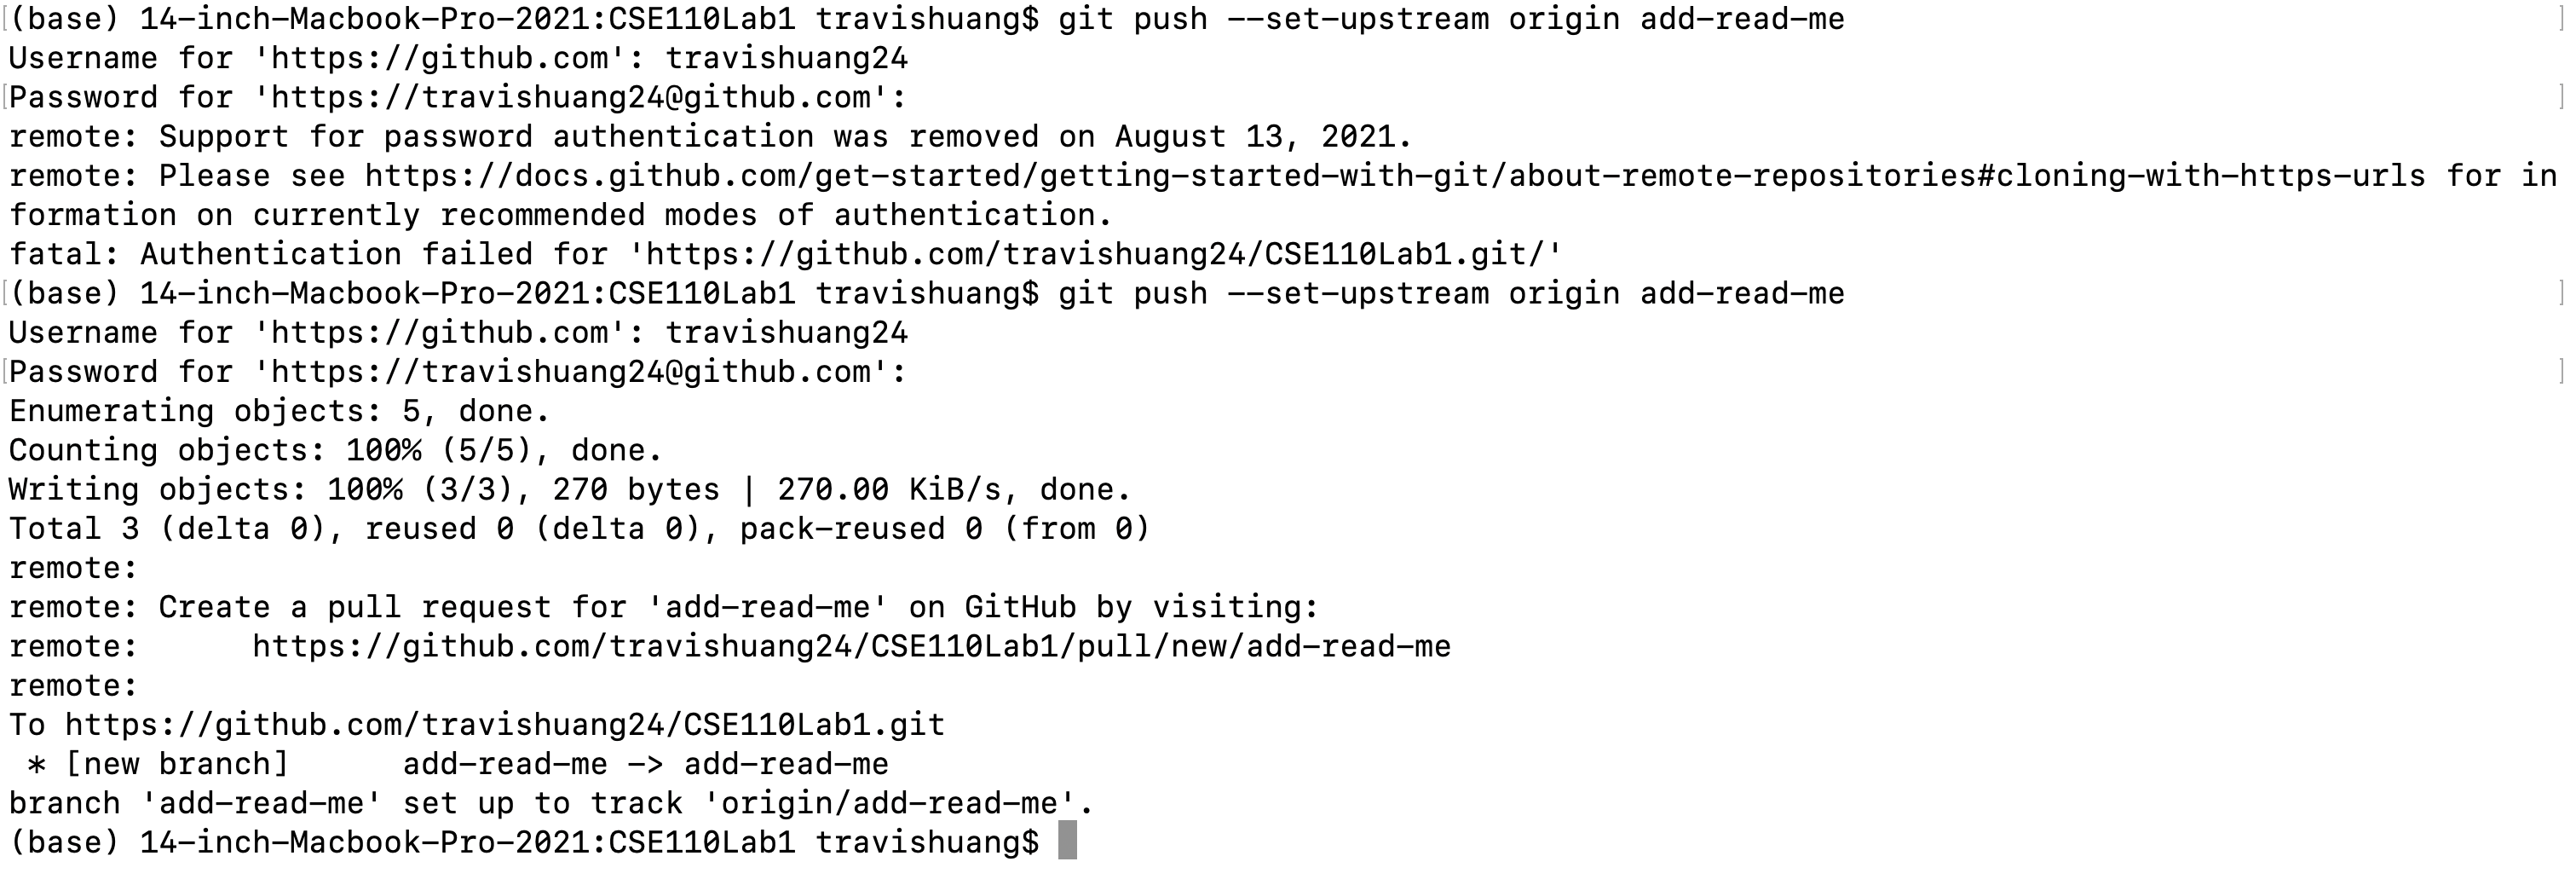 [(base) 14-inch-Macbook-Pro-2021:CSE110Lab1 travishuang$ git push --set-upstream origin add-read-me ]
Username for 'https://github.com': travishuang24
[Password for 'https://travishuang24@github.com': ]
remote: Support for password authentication was removed on August 13, 2021.
remote: Please see https://docs.github.com/get-started/getting-started-with-git/about-remote-repositories#cloning-with-https-urls for in
formation on currently recommended modes of authentication.
fatal: Authentication failed for 'https://github.com/travishuang24/CSE110Lab1.git/'
[(base) 14-inch-Macbook-Pro-2021:CSE110Lab1 travishuang$ git push --set-upstream origin add-read-me ]
Username for 'https://github.com': travishuang24
[Password for 'https://travishuang24@github.com': ]
Enumerating objects: 5, done.
Counting objects: 100% (5/5), done.
Writing objects: 100% (3/3), 270 bytes | 270.00 KiB/s, done.
Total 3 (delta 0), reused 0 (delta 0), pack-reused 0 (from 0)
remote:
remote: Create a pull request for 'add-read-me' on GitHub by visiting:
remote:      https://github.com/travishuang24/CSE110Lab1/pull/new/add-read-me
remote:
To https://github.com/travishuang24/CSE110Lab1.git
 * [new branch]      add-read-me -> add-read-me
branch 'add-read-me' set up to track 'origin/add-read-me'.
(base) 14-inch-Macbook-Pro-2021:CSE110Lab1 travishuang$